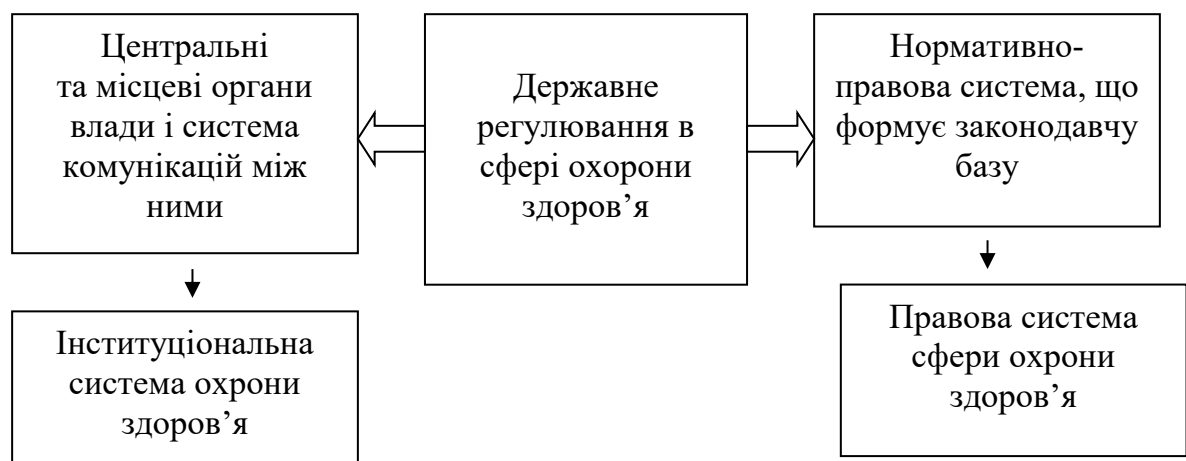 Центральні
та місцеві органи
влади і система
комунікацій між
ними
Державне
регулювання в
сфері охорони
здоров’я
Нормативно-
правова система, що
формує законодавчу
базу
Інституціональна
система охрони
здоров’я
Правова система
сфери охрони
здоров’я